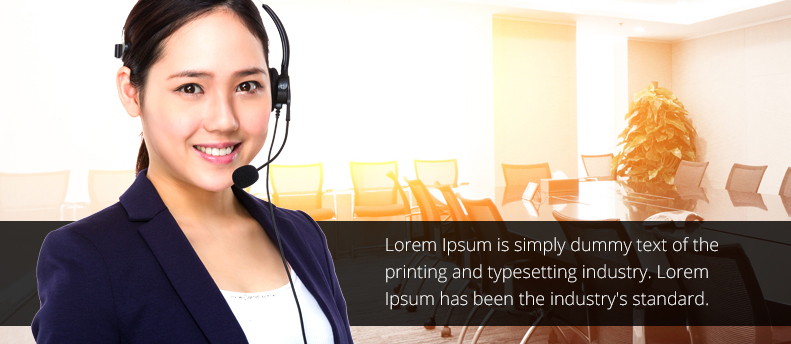 Lorem Ipsum is simply dummy text of the
printing and typesetting industry. Lorem
Ipsum has been the industry's standard.